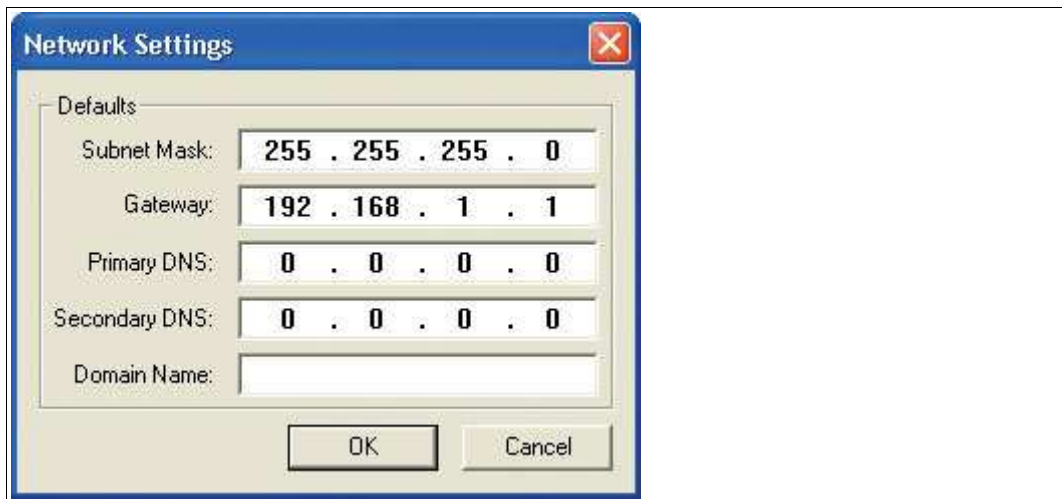 Network Settings
Defaults
Subnet Mask: 255 . 255 . 255 . 0
Gateway: 192 . 168 . 1 . 1
Primary DNS: 0 . 0 . 0 . 0
Secondary DNS: 0 . 0 . 0 . 0
Domain Name:
OK Cancel